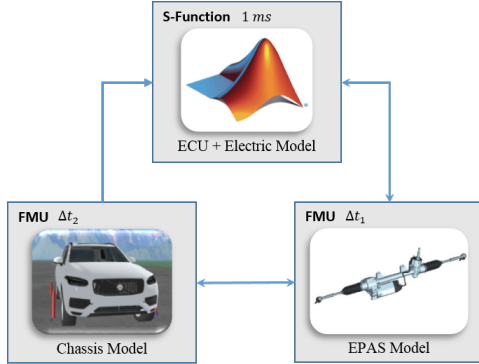 S-Function 1 ms
ECU + Electric Model
FMU Δt₂
Chassis Model
FMU Δt₁
EPAS Model